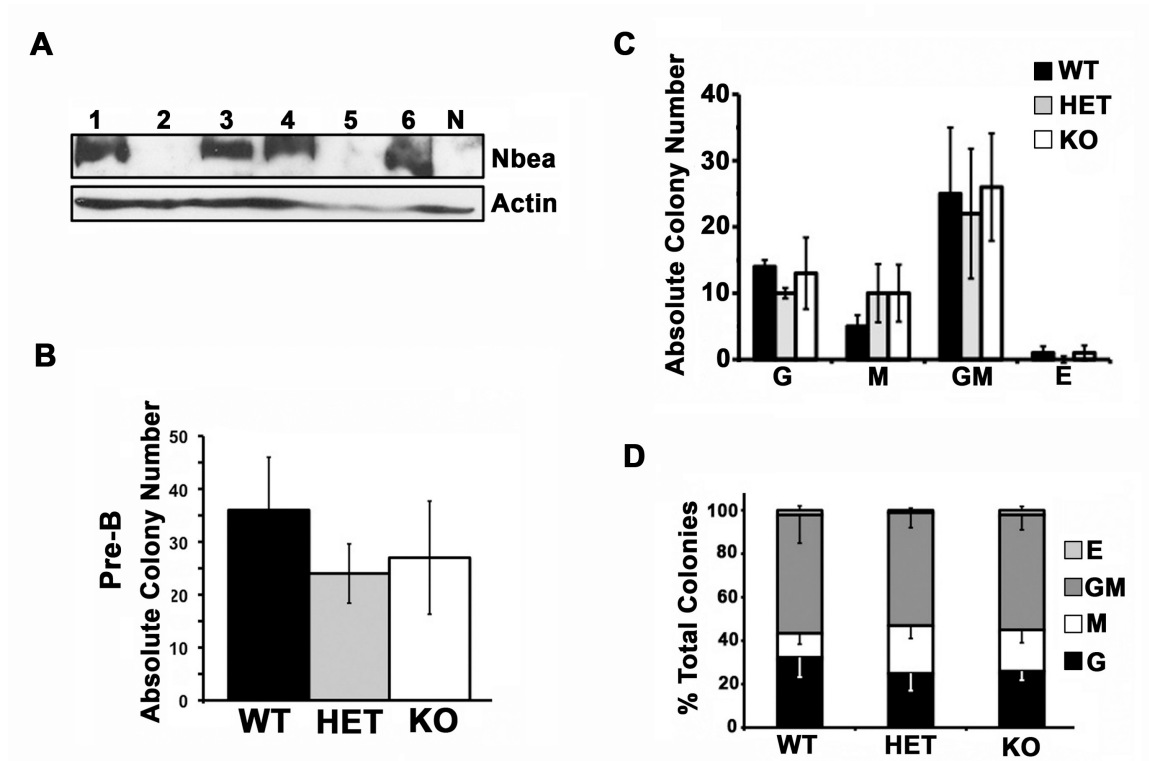 A
1 2 3 4 5 6 N
Nbea
Actin
B
Pre-B
Absolute Colony Number
50
40
30
20
10
0
WT HET KO
C
Absolute Colony Number
40
30
20
10
0
G M GM E
WT
HET
KO
D
% Total Colonies
100
80
60
40
20
0
WT HET KO
E
GM
M
G